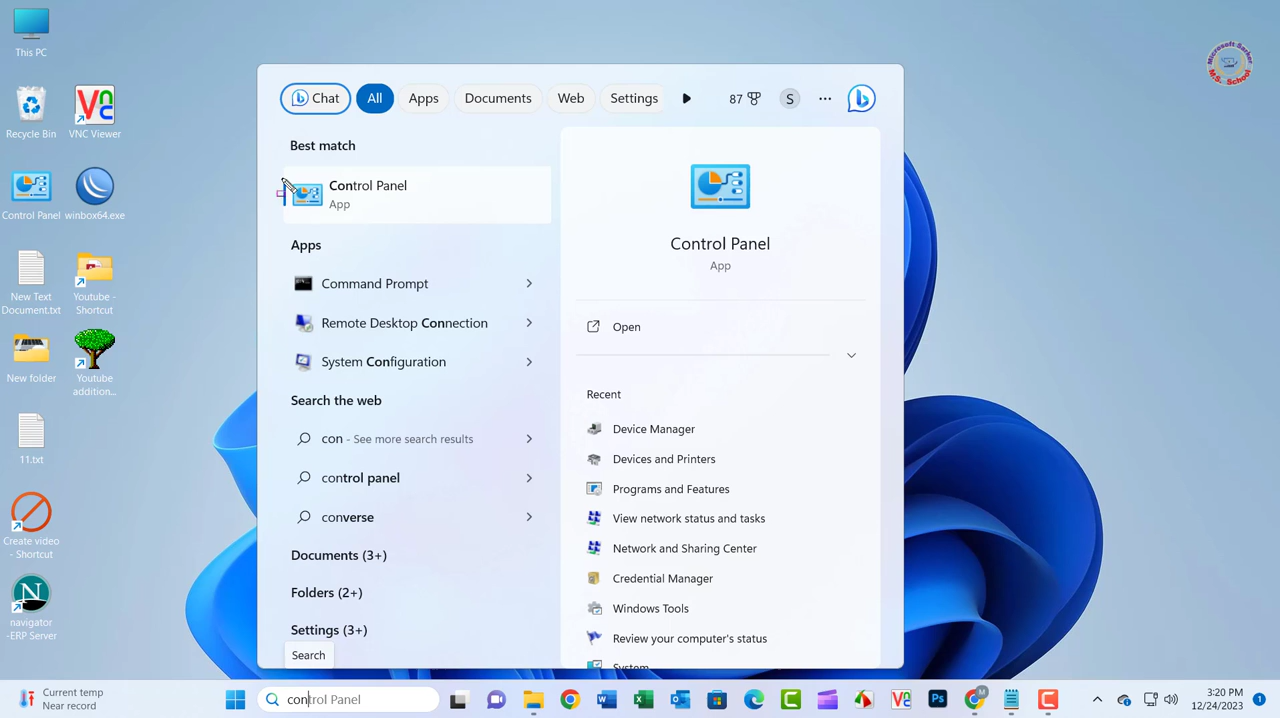 This PC
Recycle Bin
VNC Viewer
Control Panel
winbox64.exe
New Text
Document.txt
Youtube -
Shortcut
New folder
Youtube
addition...
11.txt
Create video
- Shortcut
navigator
-ERP Server
Chat
All
Apps
Documents
Web
Settings
87
S
Best match
Control Panel
App
Apps
Command Prompt
Remote Desktop Connection
System Configuration
Search the web
con - See more search results
control panel
converse
Documents (3+)
Folders (2+)
Settings (3+)
Search
Control Panel
App
Open
Recent
Device Manager
Devices and Printers
Programs and Features
View network status and tasks
Network and Sharing Center
Credential Manager
Windows Tools
Review your computer's status
System
Microsoft Sarker
M.S School
Current temp
Near record
control Panel
3:20 PM
12/24/2023
1